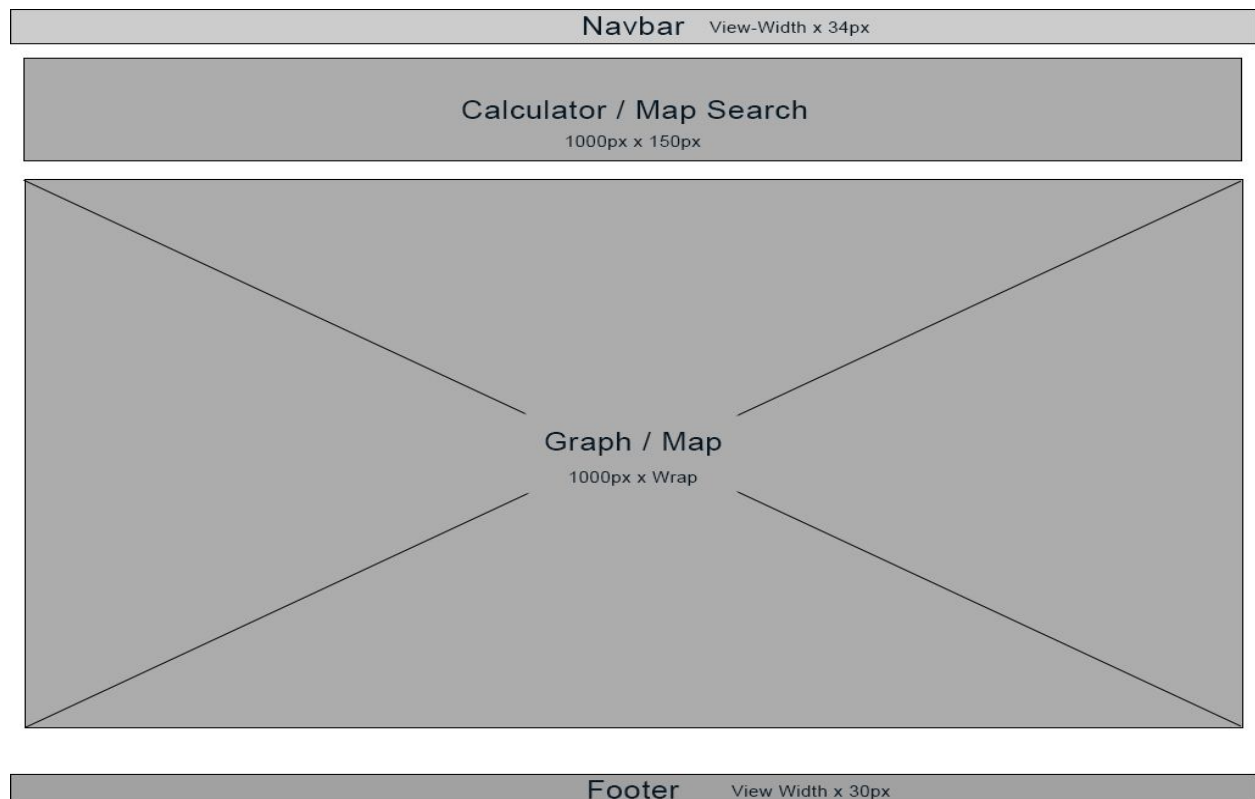 Navbar View-Width x 34px
Calculator / Map Search
1000px x 150px
Graph / Map
1000px x Wrap
Footer View Width x 30px